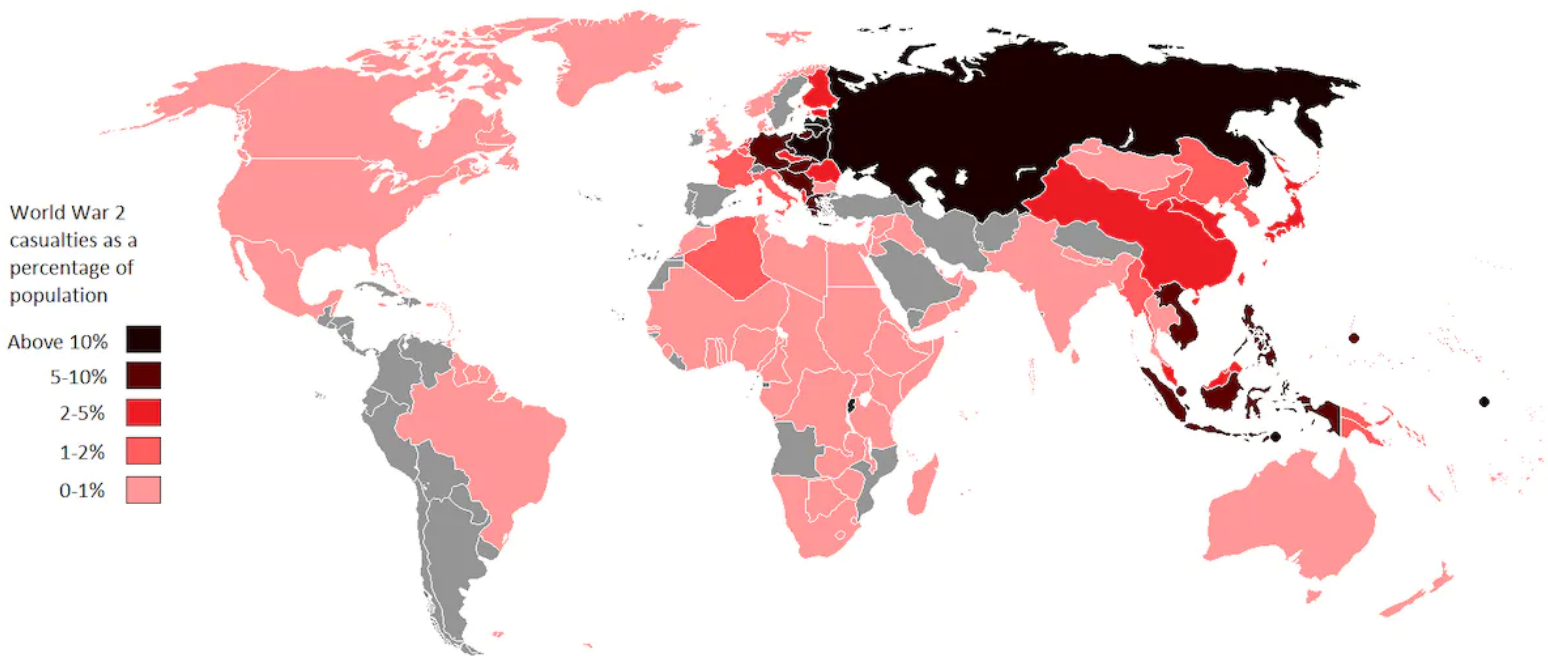 World War 2
casualties as a
percentage of
population
Above 10%
5-10%
2-5%
1-2%
0-1%